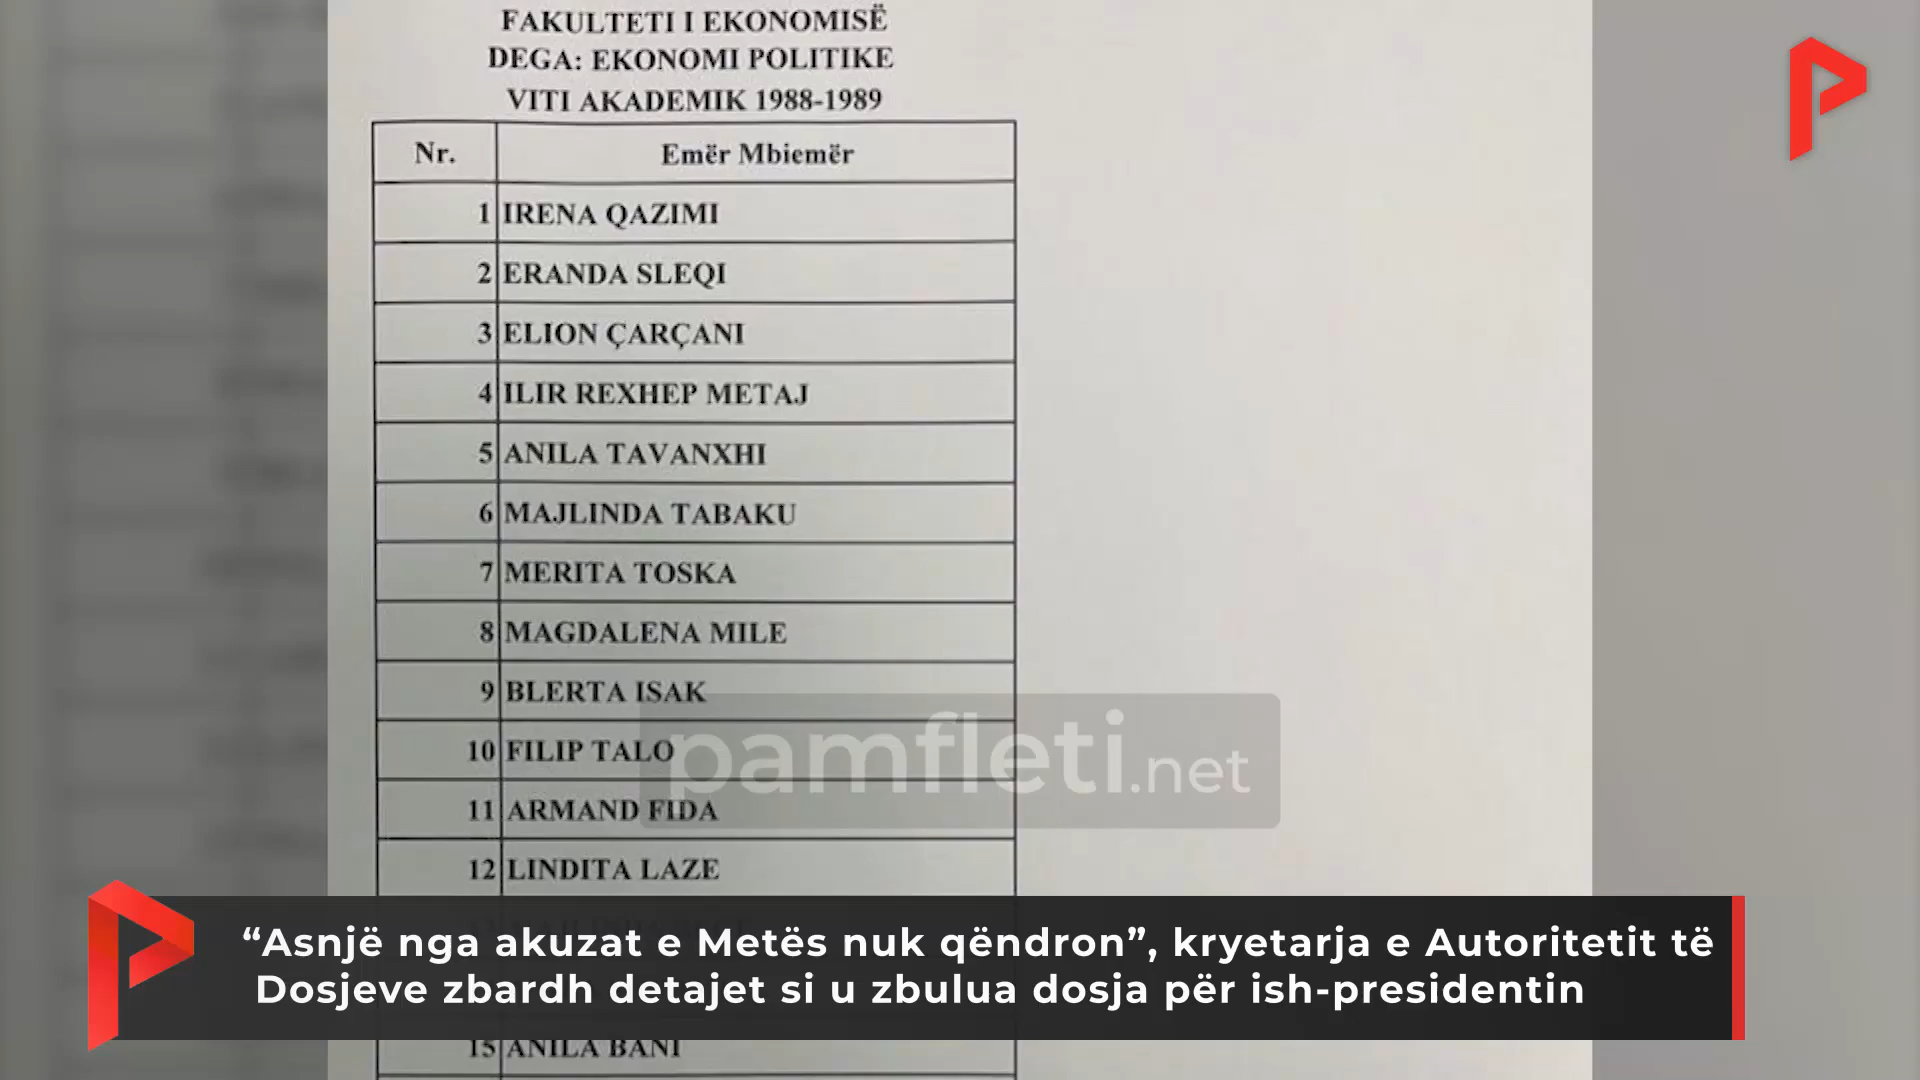 FAKULTETI I EKONOMISË
DEGA: EKONOMI POLITIKE
VITI AKADEMIK 1988-1989
Nr. Emër Mbiemër
1 IRENA QAZIMI
2 ERANDA SLEQI
3 ELION ÇARÇANI
4 ILIR REXHEP METAJ
5 ANILA TAVANXHI
6 MAJLINDA TABAKU
7 MERITA TOSKA
8 MAGDALENA MILE
9 BLERTA ISAK
10 FILIP TALO
pamfleti.net
11 ARMAND FIDA
12 LINDITA LAZE
“Asnjë nga akuzat e Metës nuk qëndron”, kryetarja e Autoritetit të
Dosjeve zbardh detajet si u zbulua dosja për ish-presidentin
15 ANILA BANI